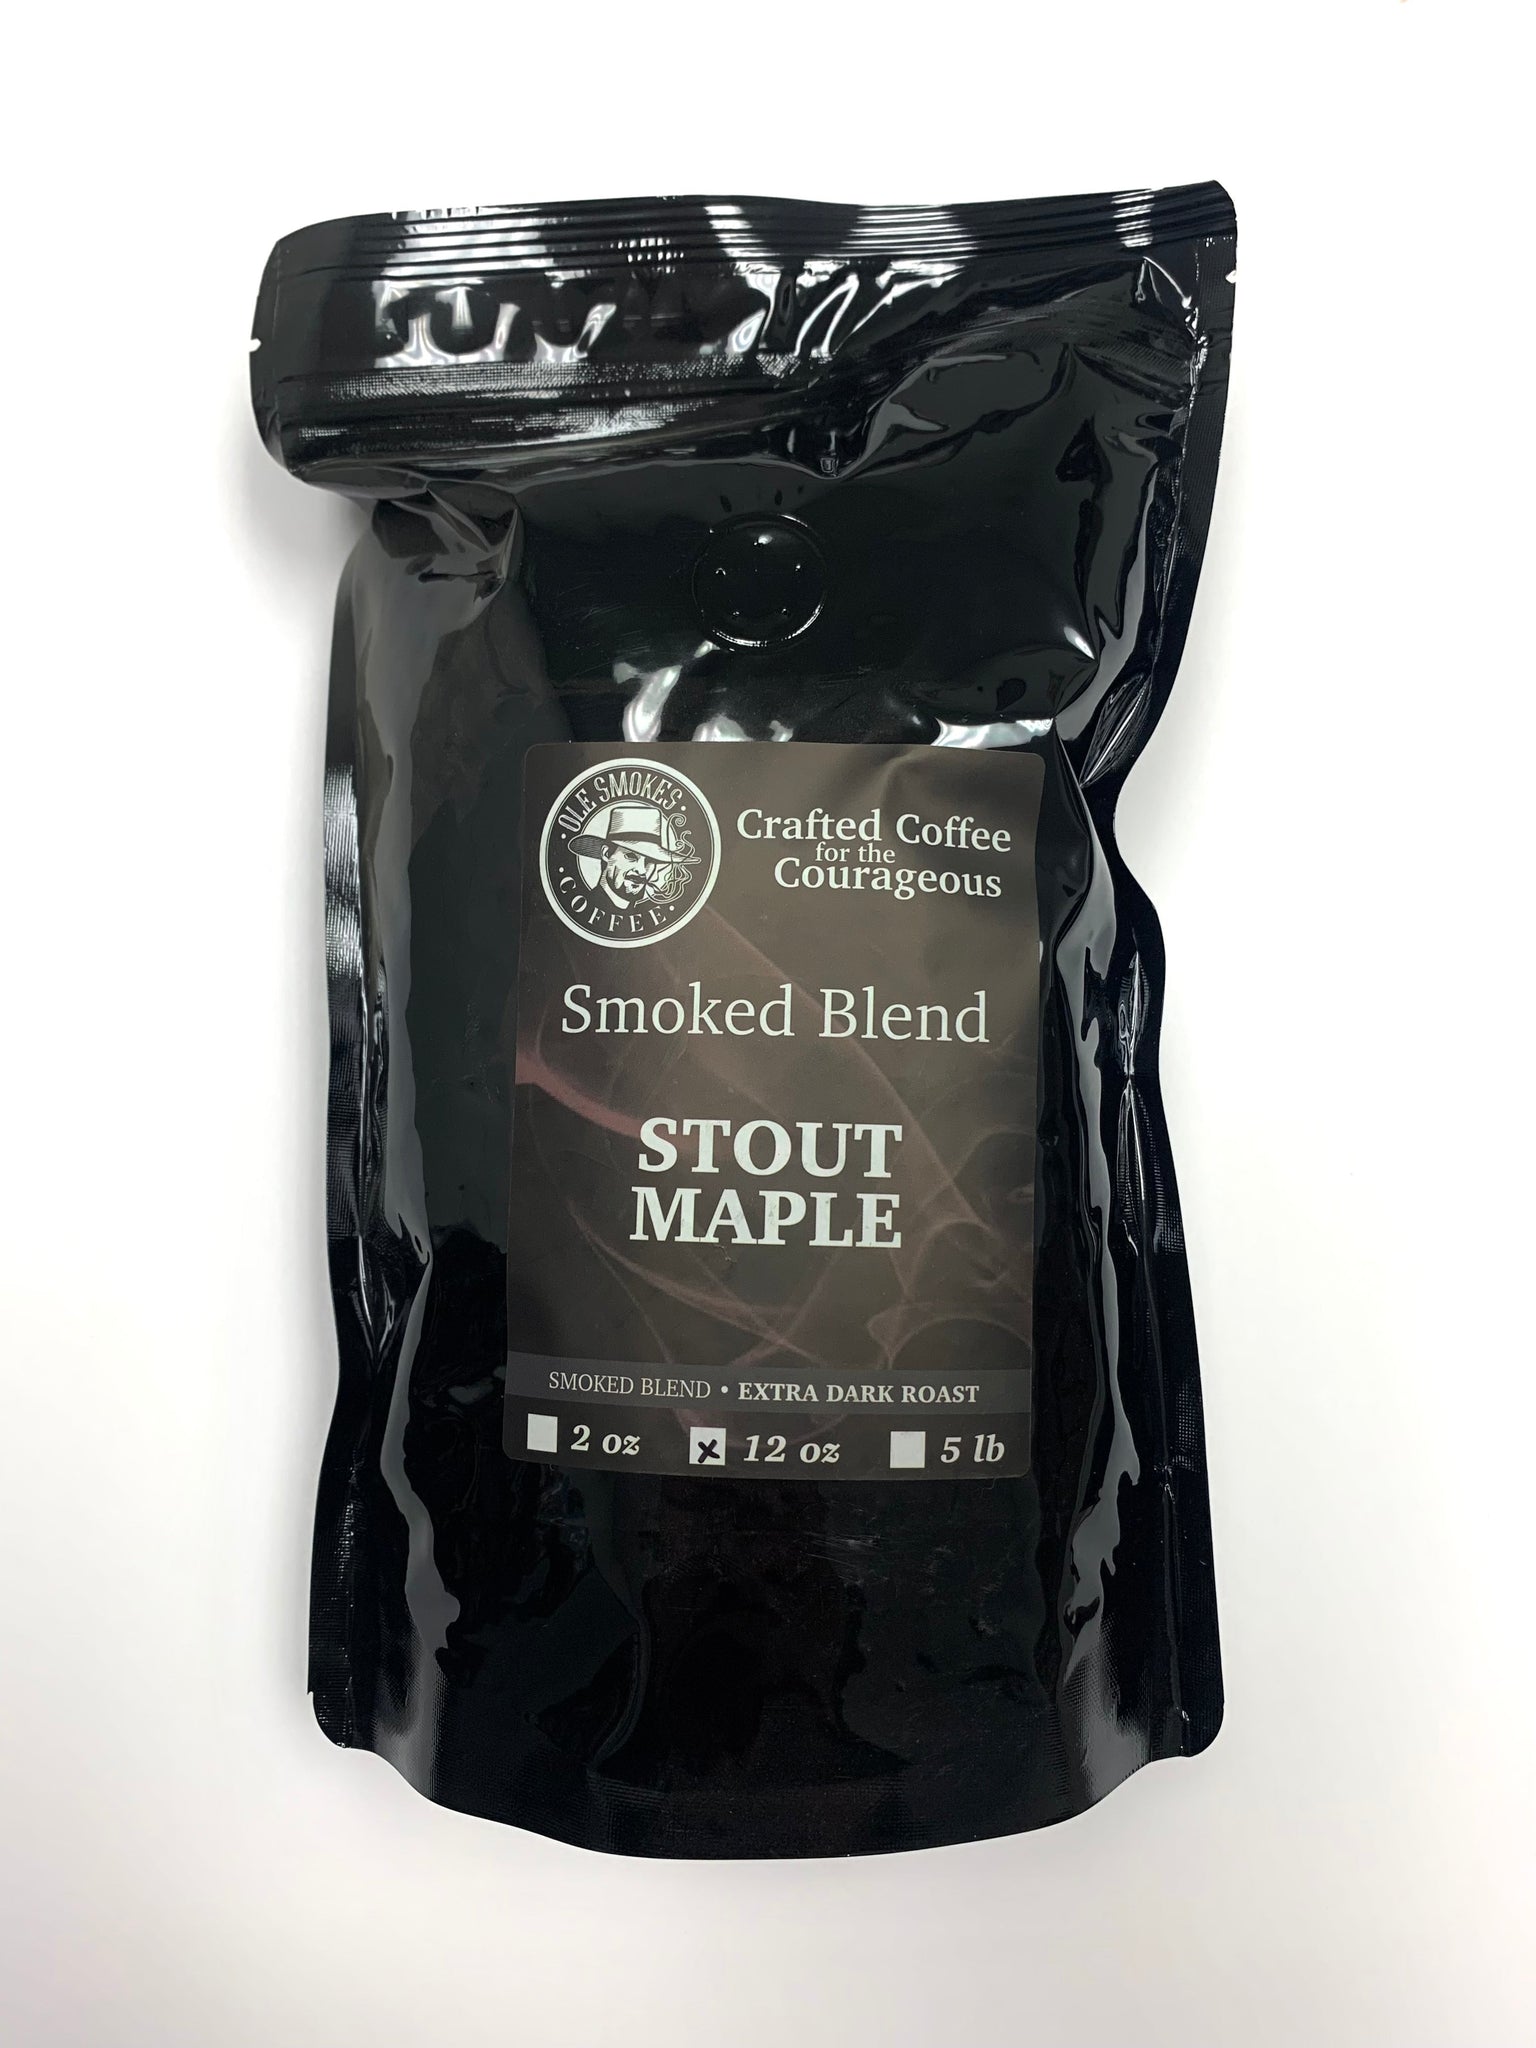 OLE SMOKES
COFFEE
Crafted Coffee
for the
Courageous
Smoked Blend
STOUT
MAPLE
SMOKED BLEND • EXTRA DARK ROAST
2 oz x 12 oz 5 lb